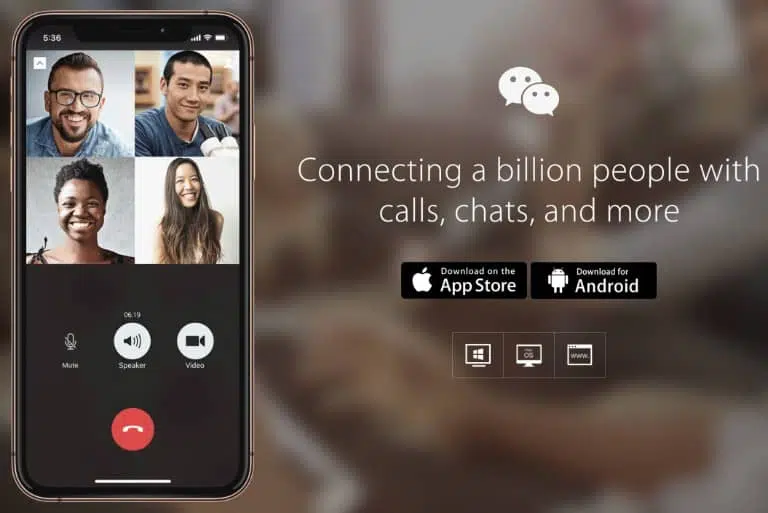 5:36
06:19
Mute
Speaker
Video
Connecting a billion people with
calls, chats, and more
Download on the
App Store
Download for
Android
OS
www.